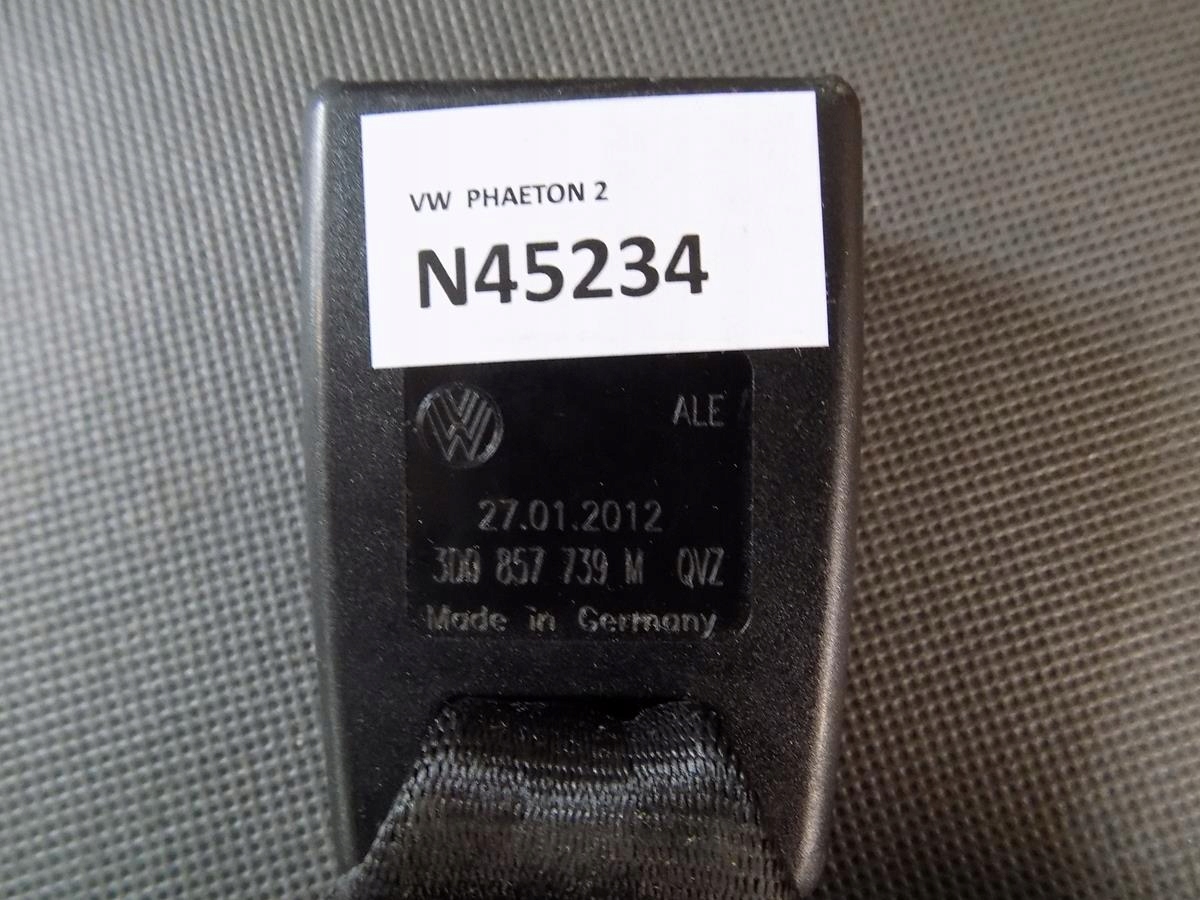 VW PHAETON 2
N45234
ALE
27.01.2012
3D0 857 739 M QVZ
Made in Germany